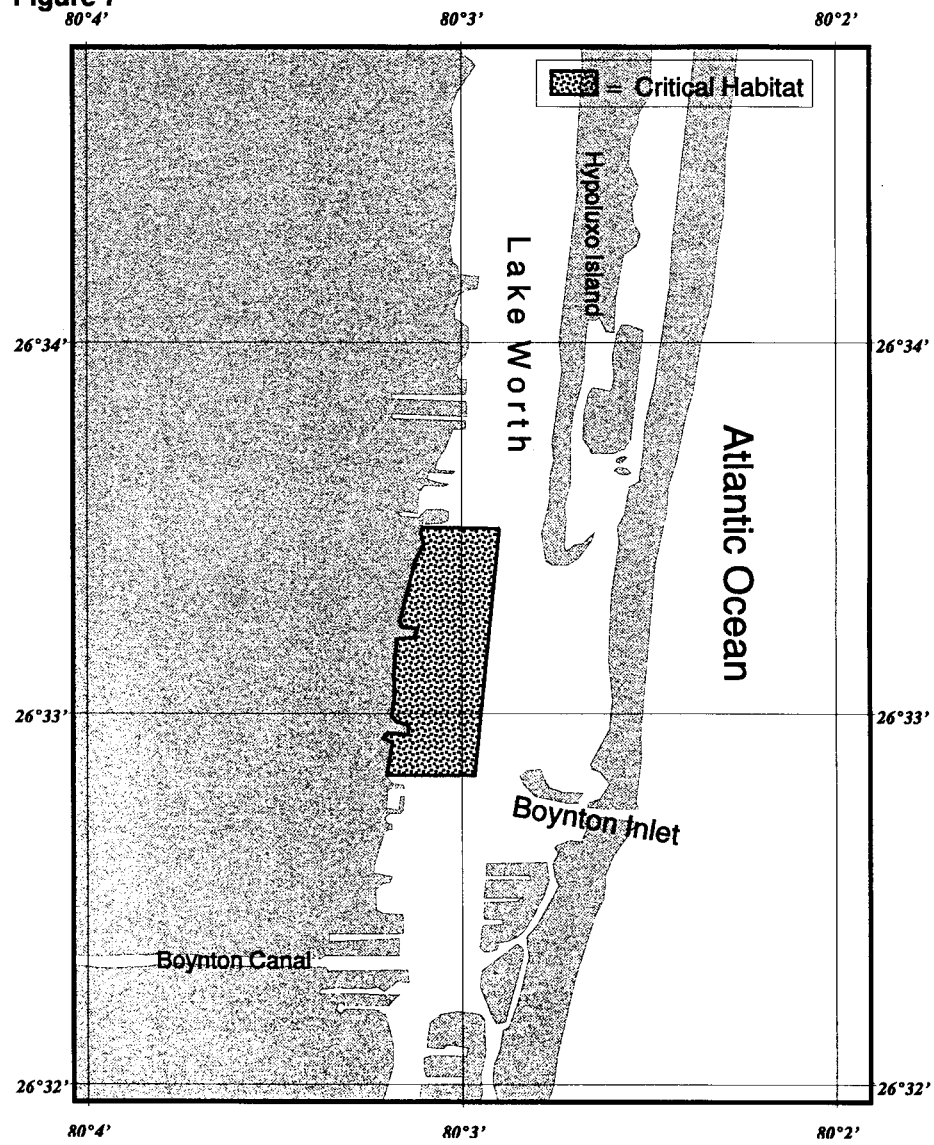 Figure 7
80°4' 80°3' 80°2'
= Critical Habitat
Hypoluxo Island
Lake Worth
26°34' 26°34'
Atlantic Ocean
26°33' 26°33'
Boynton Inlet
Boynton Canal
26°32' 26°32'
80°4' 80°3' 80°2'